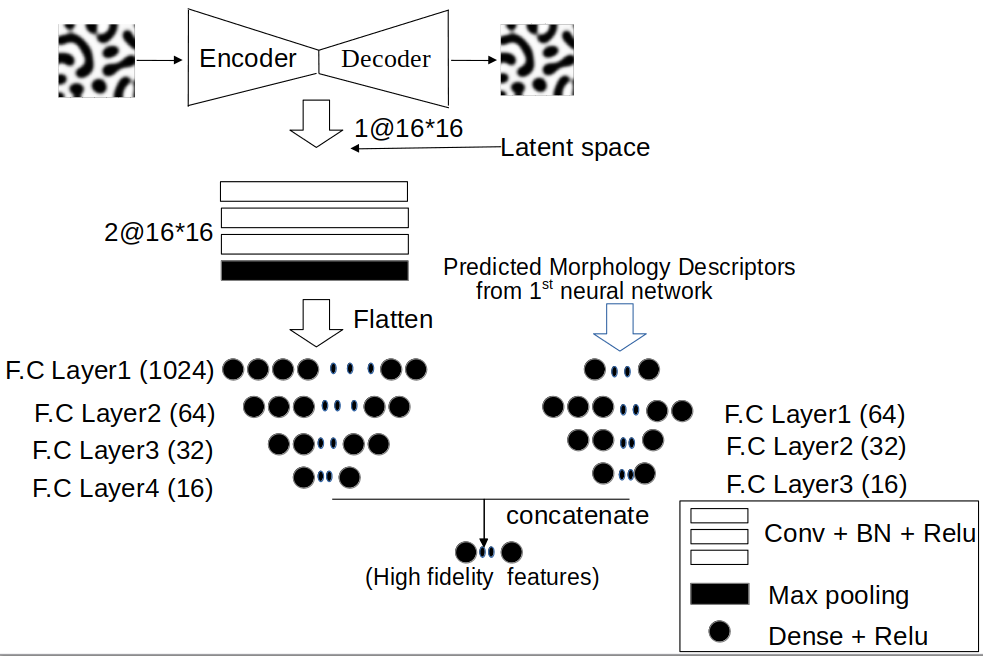 Encoder
Decoder
1@16*16
Latent space
2@16*16
Predicted Morphology Descriptors
from 1st neural network
Flatten
F.C Layer1 (1024)
F.C Layer2 (64)
F.C Layer3 (32)
F.C Layer4 (16)
F.C Layer1 (64)
F.C Layer2 (32)
F.C Layer3 (16)
concatenate
(High fidelity features)
Conv + BN + Relu
Max pooling
Dense + Relu